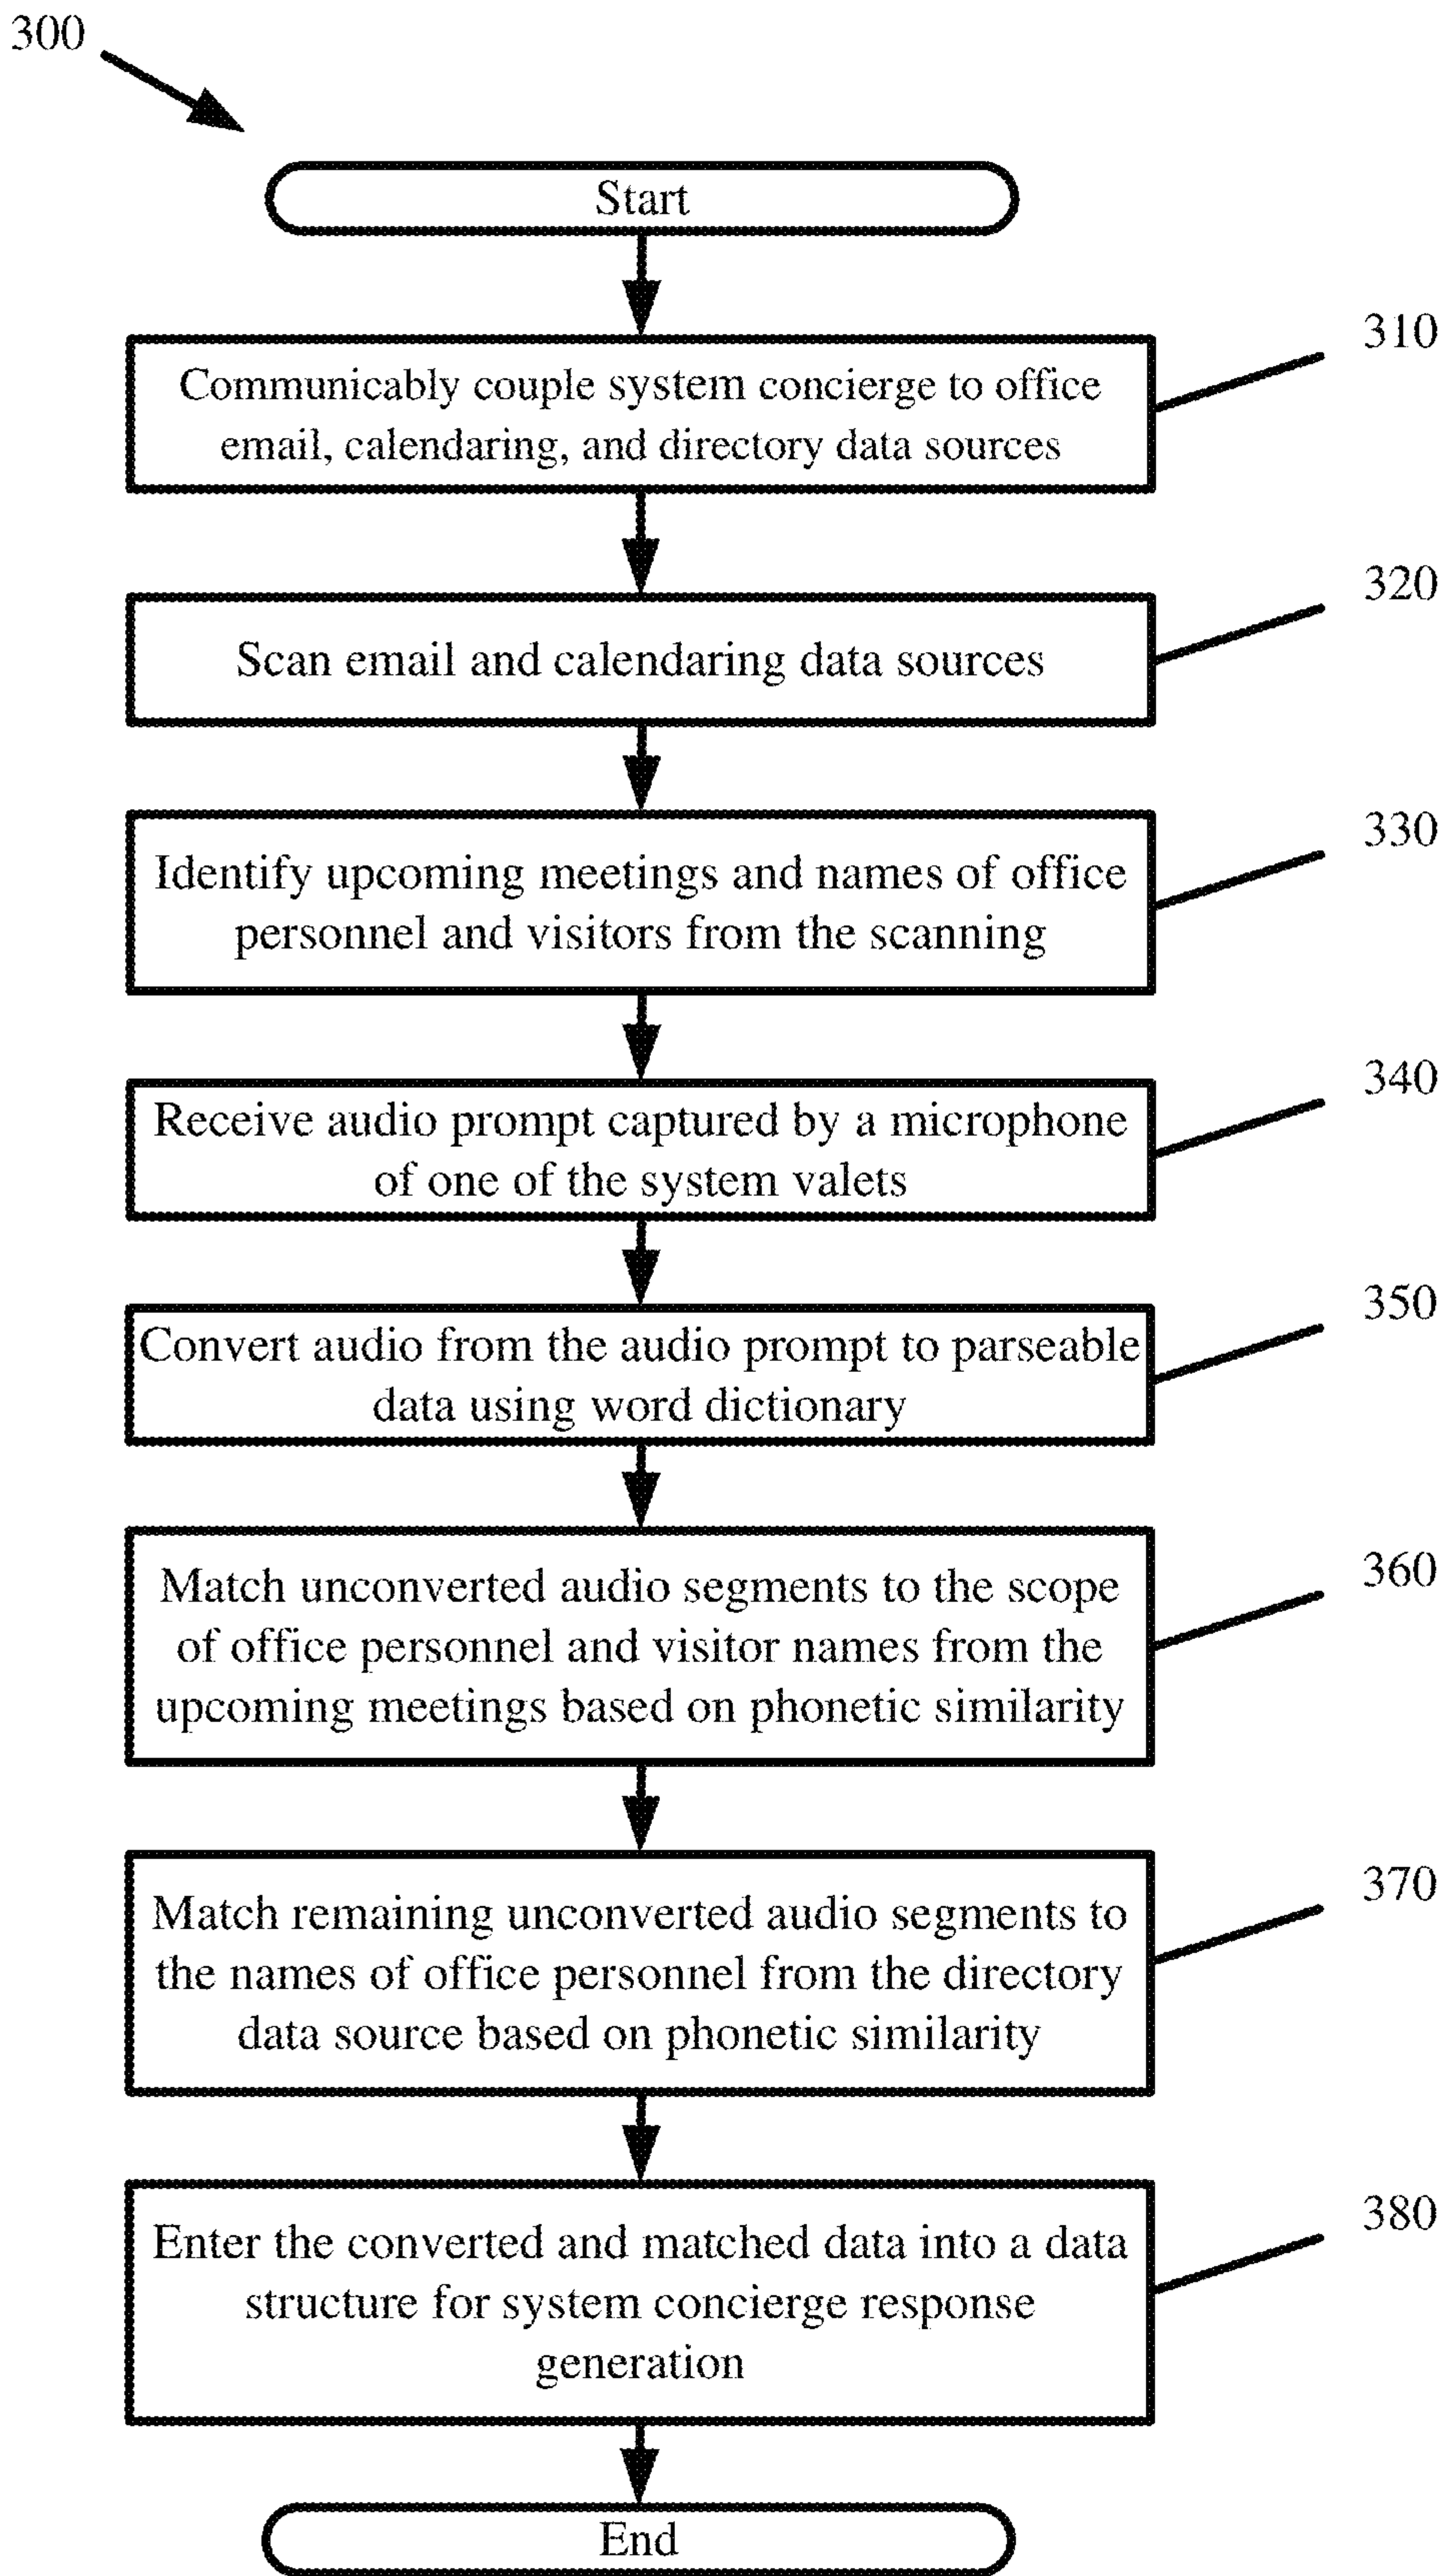 300
Start
310
Communicably couple system concierge to office
email, calendaring, and directory data sources
320
Scan email and calendaring data sources
330
Identify upcoming meetings and names of office
personnel and visitors from the scanning
340
Receive audio prompt captured by a microphone
of one of the system valets
350
Convert audio from the audio prompt to parseable
data using word dictionary
360
Match unconverted audio segments to the scope
of office personnel and visitor names from the
upcoming meetings based on phonetic similarity
370
Match remaining unconverted audio segments to
the names of office personnel from the directory
data source based on phonetic similarity
380
Enter the converted and matched data into a data
structure for system concierge response
generation
End